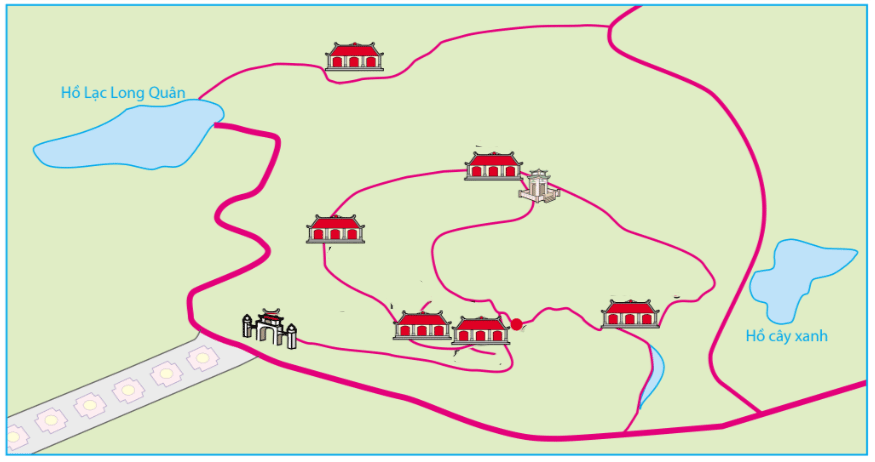 Hồ Lạc Long Quân
Hồ cây xanh